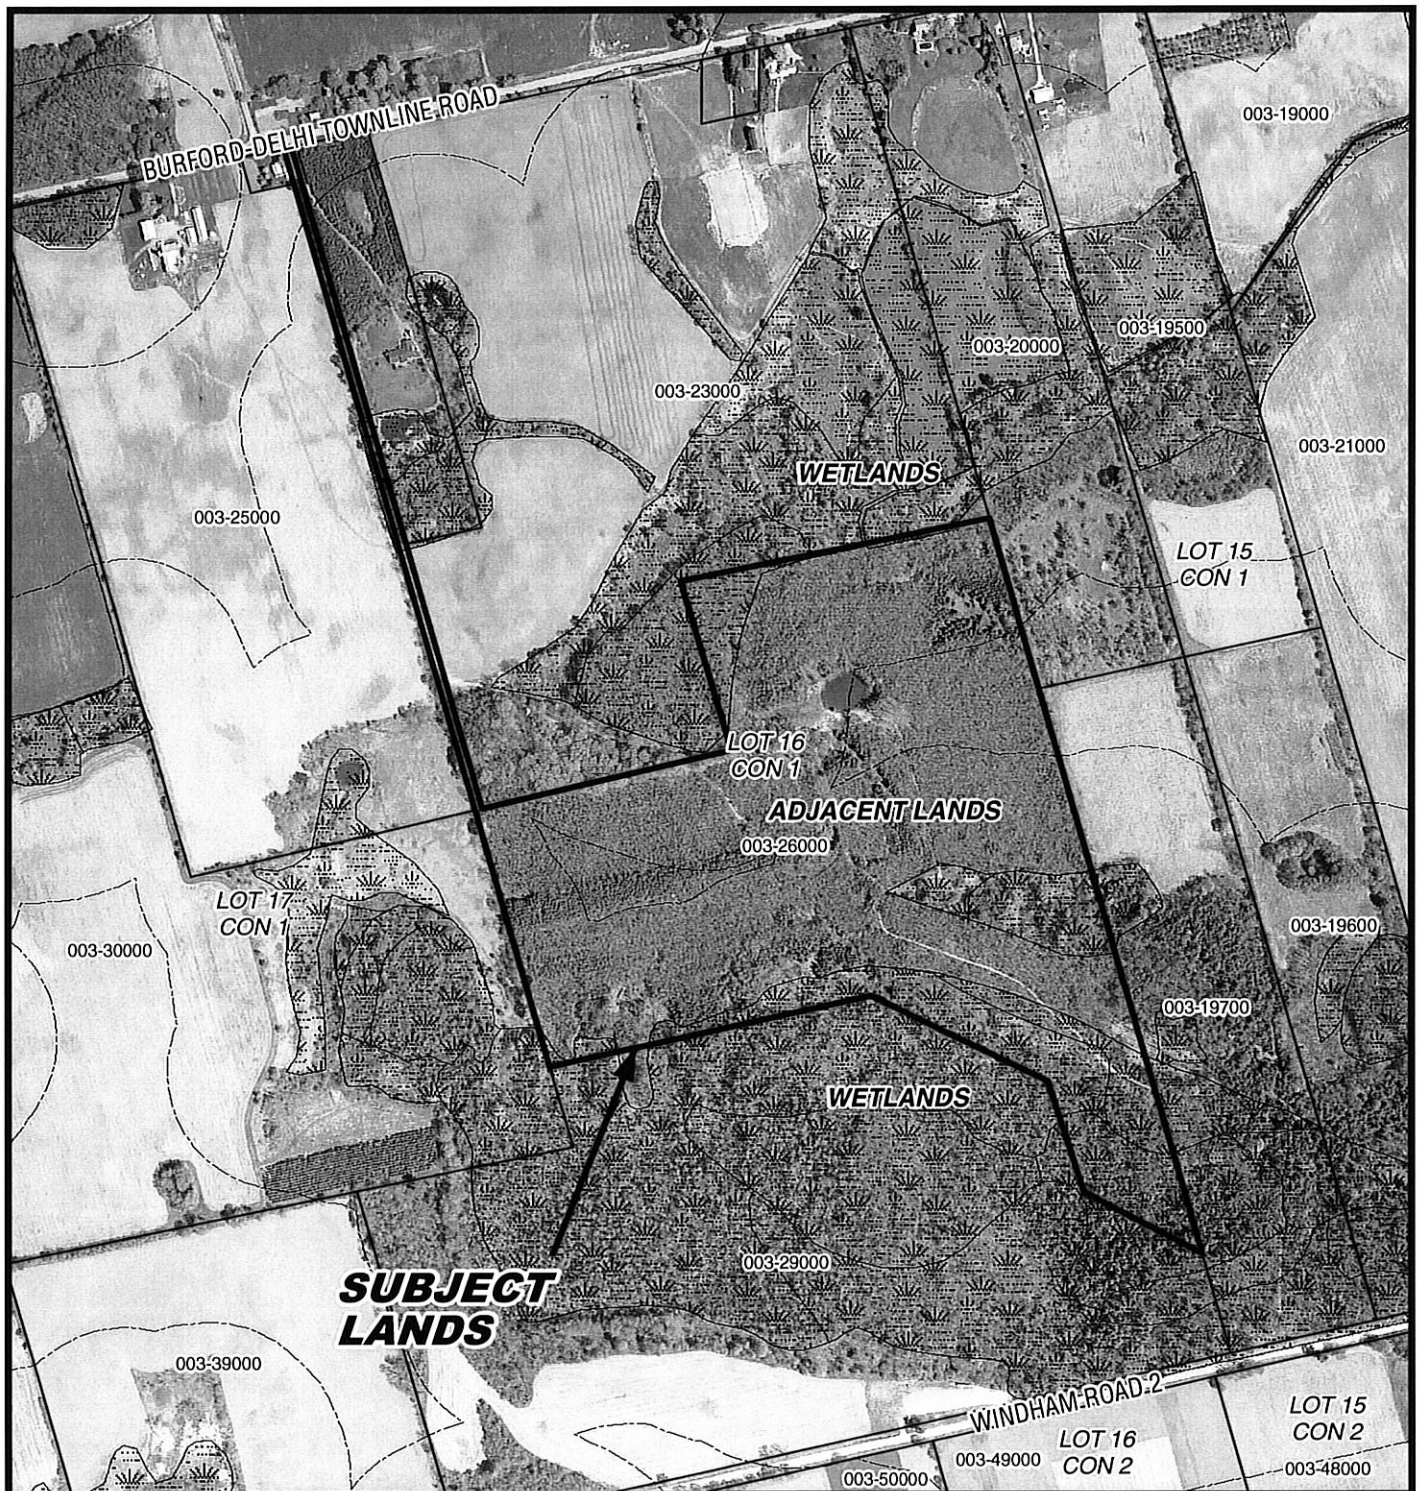 003-19000
BURFORD-DELHI TOWNLINE ROAD
003-19500
003-20000
003-23000
003-21000
WETLANDS
003-25000
LOT 15
CON 1
LOT 16
CON 1
ADJACENT LANDS
003-26000
LOT 17
CON 1
003-30000
003-19600
003-19700
WETLANDS
003-29000
SUBJECT
LANDS
003-39000
WINDHAM ROAD 2
LOT 15
CON 2
LOT 16
CON 2
003-49000
003-48000
003-50000